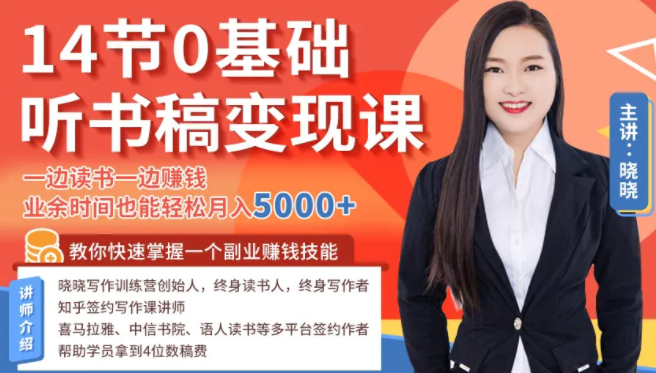 14节0基础
听书稿变现课
一边读书一边赚钱
业余时间也能轻松月入5000+
教你快速掌握一个副业赚钱技能
讲师介绍
晓晓写作训练营创始人，终身读书人，终身写作者
知乎签约写作课讲师
喜马拉雅、中信书院、语人读书等多平台签约作者
帮助学员拿到4位数稿费
主讲：晓晓